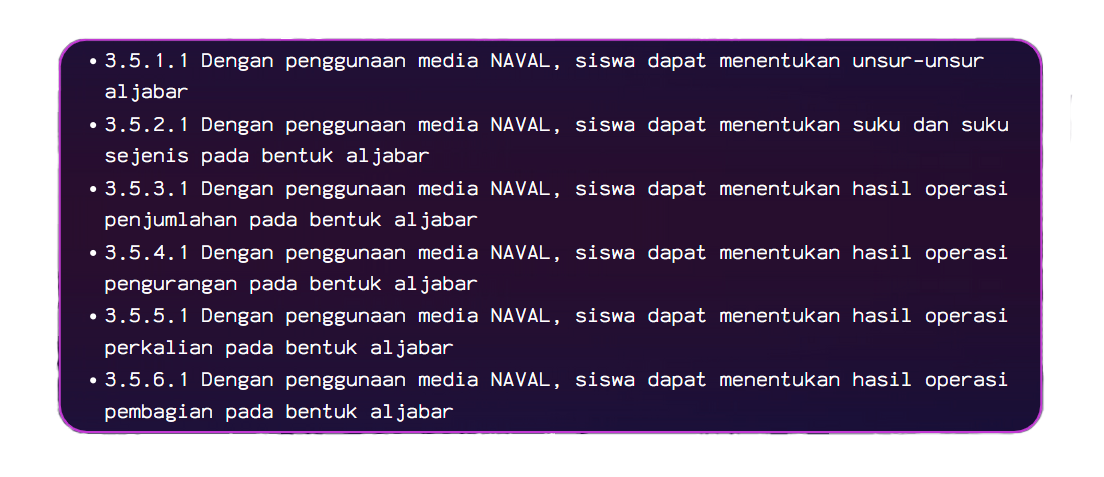 • 3.5.1.1 Dengan penggunaan media NAVAL, siswa dapat menentukan unsur-unsur
aljabar
• 3.5.2.1 Dengan penggunaan media NAVAL, siswa dapat menentukan suku dan suku
sejenis pada bentuk aljabar
• 3.5.3.1 Dengan penggunaan media NAVAL, siswa dapat menentukan hasil operasi
penjumlahan pada bentuk aljabar
• 3.5.4.1 Dengan penggunaan media NAVAL, siswa dapat menentukan hasil operasi
pengurangan pada bentuk aljabar
• 3.5.5.1 Dengan penggunaan media NAVAL, siswa dapat menentukan hasil operasi
perkalian pada bentuk aljabar
• 3.5.6.1 Dengan penggunaan media NAVAL, siswa dapat menentukan hasil operasi
pembagian pada bentuk aljabar